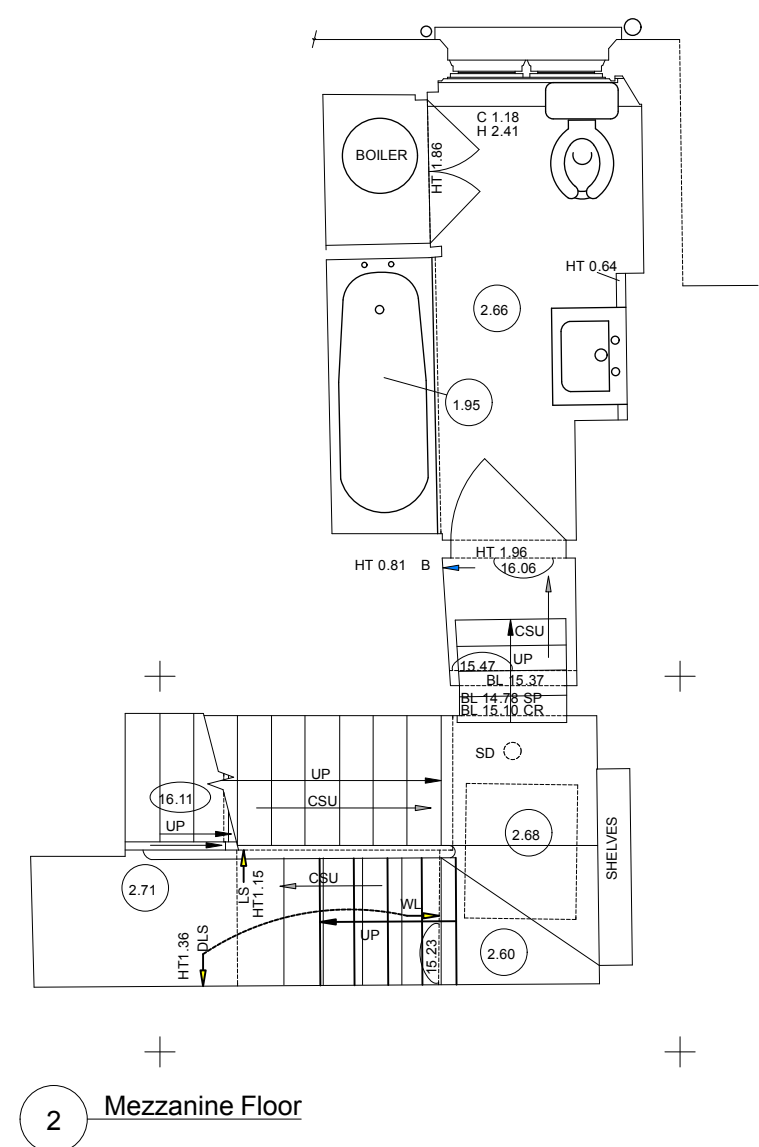 C 1.18
H 2.41
BOILER
HT 1.86
HT 0.64
2.66
1.95
HT 1.96
HT 0.81 B
16.06
CSU
UP
15.47
BL 15.37
BL 14.78 SP
BL 15.10 CR
SD
UP
16.11
CSU
UP
2.68
SHELVES
CSU
2.71
LS
HT1.15
WL
HT1.36
DLS
UP
15.23
2.60
2 Mezzanine Floor